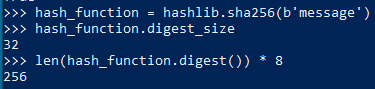 >>> hash_function = hashlib.sha256(b'message')
>>> hash_function.digest_size
32
>>> len(hash_function.digest()) * 8
256